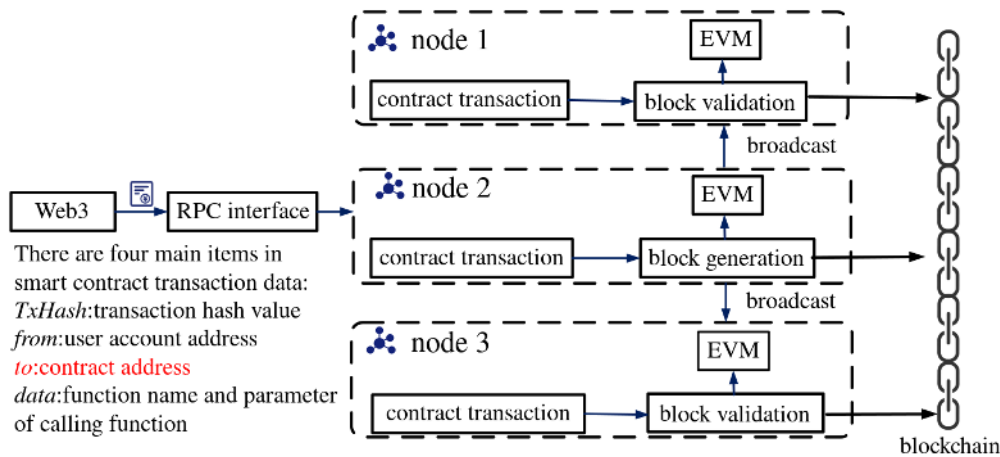 node 1
EVM
contract transaction
block validation
broadcast
node 2
EVM
Web3
RPC interface
contract transaction
block generation
There are four main items in
smart contract transaction data:
TxHash:transaction hash value
from:user account address
to:contract address
data:function name and parameter
of calling function
broadcast
node 3
EVM
contract transaction
block validation
blockchain